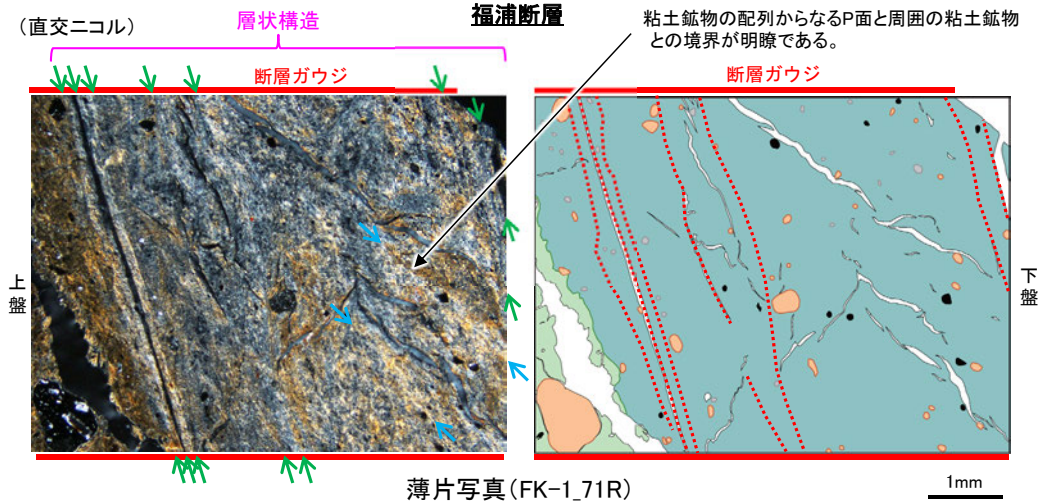 福浦断層
(直交ニコル)
層状構造
粘土鉱物の配列からなるP面と周囲の粘土鉱物
との境界が明瞭である。
断層ガウジ
断層ガウジ
上盤
下盤
薄片写真(FK-1_71R)
1mm